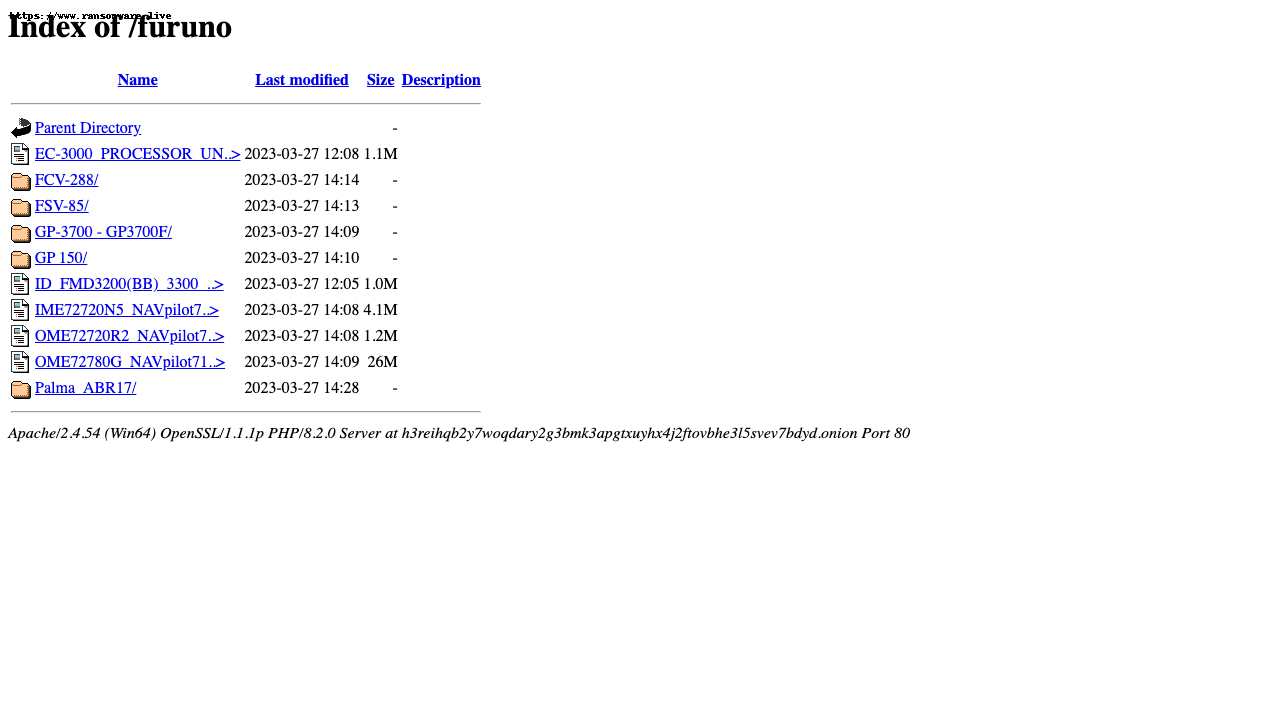 https://www.ransomware.live
Index of /furuno
Name Last modified Size Description
Parent Directory -
EC-3000_PROCESSOR_UN..> 2023-03-27 12:08 1.1M
FCV-288/ 2023-03-27 14:14 -
FSV-85/ 2023-03-27 14:13 -
GP-3700 - GP3700F/ 2023-03-27 14:09 -
GP 150/ 2023-03-27 14:10 -
ID_FMD3200(BB)_3300_..> 2023-03-27 12:05 1.0M
IME72720N5_NAVpilot7..> 2023-03-27 14:08 4.1M
OME72720R2_NAVpilot7..> 2023-03-27 14:08 1.2M
OME72780G_NAVpilot71..> 2023-03-27 14:09 26M
Palma_ABR17/ 2023-03-27 14:28 -
Apache/2.4.54 (Win64) OpenSSL/1.1.1p PHP/8.2.0 Server at h3reihqb2y7woqdary2g3bmk3apgtxuyhx4j2ftovbhe3l5svev7bdyd.onion Port 80